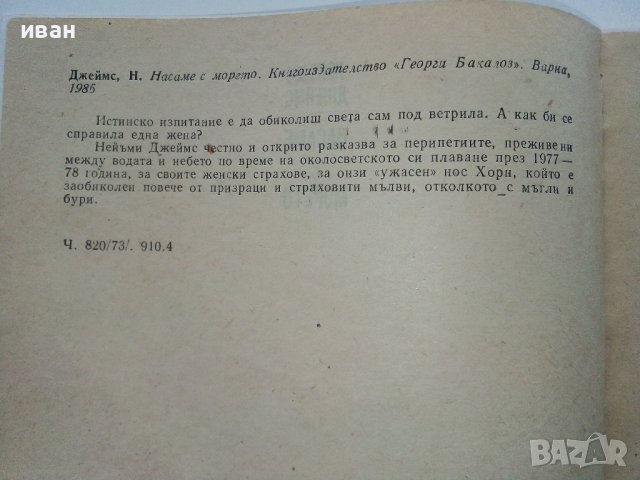 иван
Джеймс, Н. Насаме с морето. Книгоиздателство «Георги Бакалов». Варна,
1985
Истинско изпитание е да обиколиш света сам под ветрила. А как би се
справила една жена?
Нейъми Джеймс честно и открито разказва за перипетиите, преживени
между водата и небето по време на околосветското си плаване през 1977—
78 година, за своите женски страхове, за онзи «ужасен» нос Хорн, който е
заобиколен повече от призраци и страховити мълви, отколкото с мъгли и
бури.
Ч. 820/73/. 910.4
BAZAR